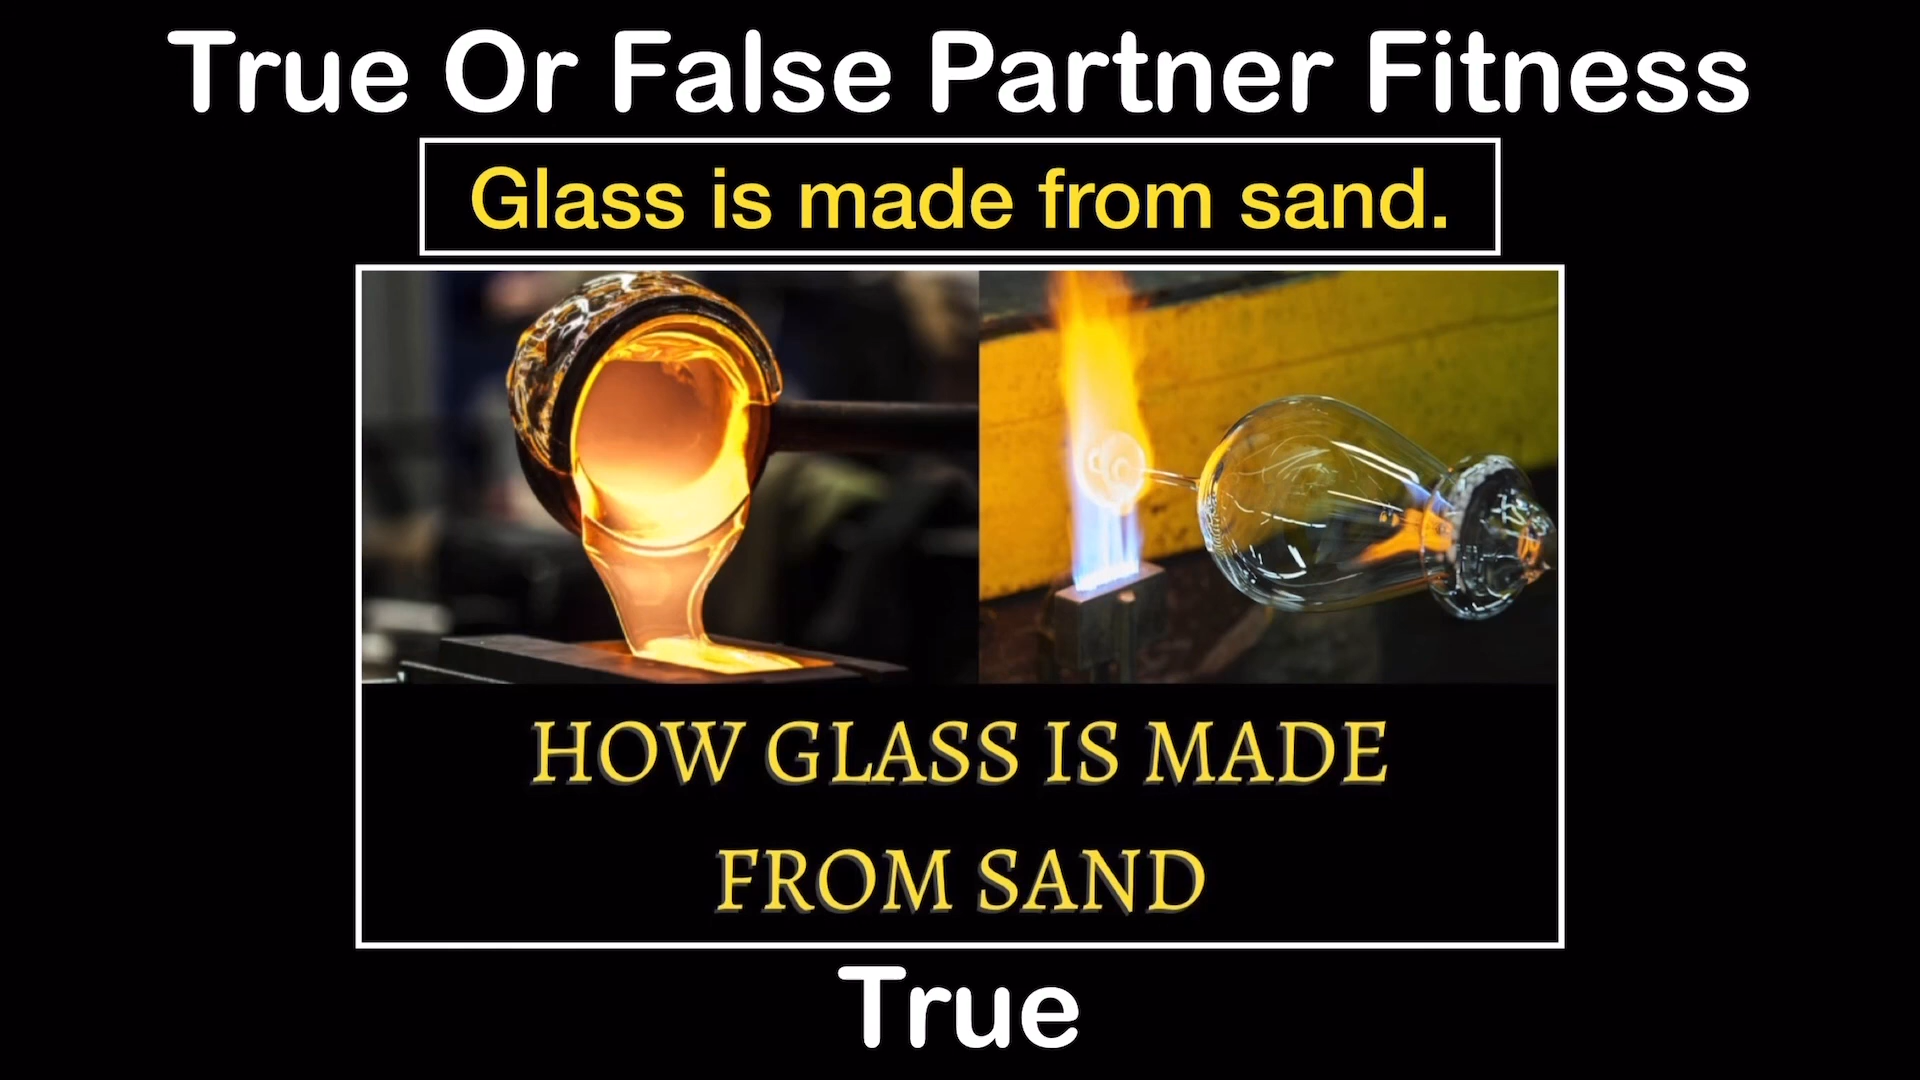 True Or False Partner Fitness
Glass is made from sand.
HOW GLASS IS MADE
FROM SAND
True